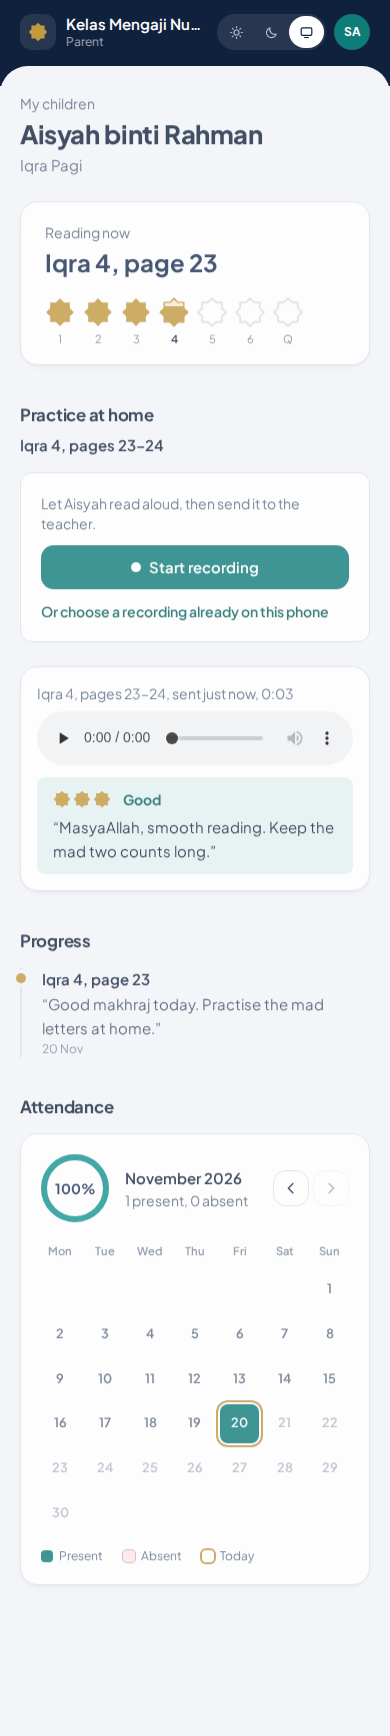 Kelas Mengaji Nu...
Parent
SA
My children
Aisyah binti Rahman
Iqra Pagi
Reading now
Iqra 4, page 23
1 2 3 4 5 6 Q
Practice at home
Iqra 4, pages 23–24
Let Aisyah read aloud, then send it to the
teacher.
Start recording
Or choose a recording already on this phone
Iqra 4, pages 23–24, sent just now, 0:03
0:00 / 0:00
Good
“MasyaAllah, smooth reading. Keep the
mad two counts long.”
Progress
Iqra 4, page 23
“Good makhraj today. Practise the mad
letters at home.”
20 Nov
Attendance
100%
November 2026
1 present, 0 absent
Mon Tue Wed Thu Fri Sat Sun
1
2 3 4 5 6 7 8
9 10 11 12 13 14 15
16 17 18 19 20 21 22
23 24 25 26 27 28 29
30
Present Absent Today